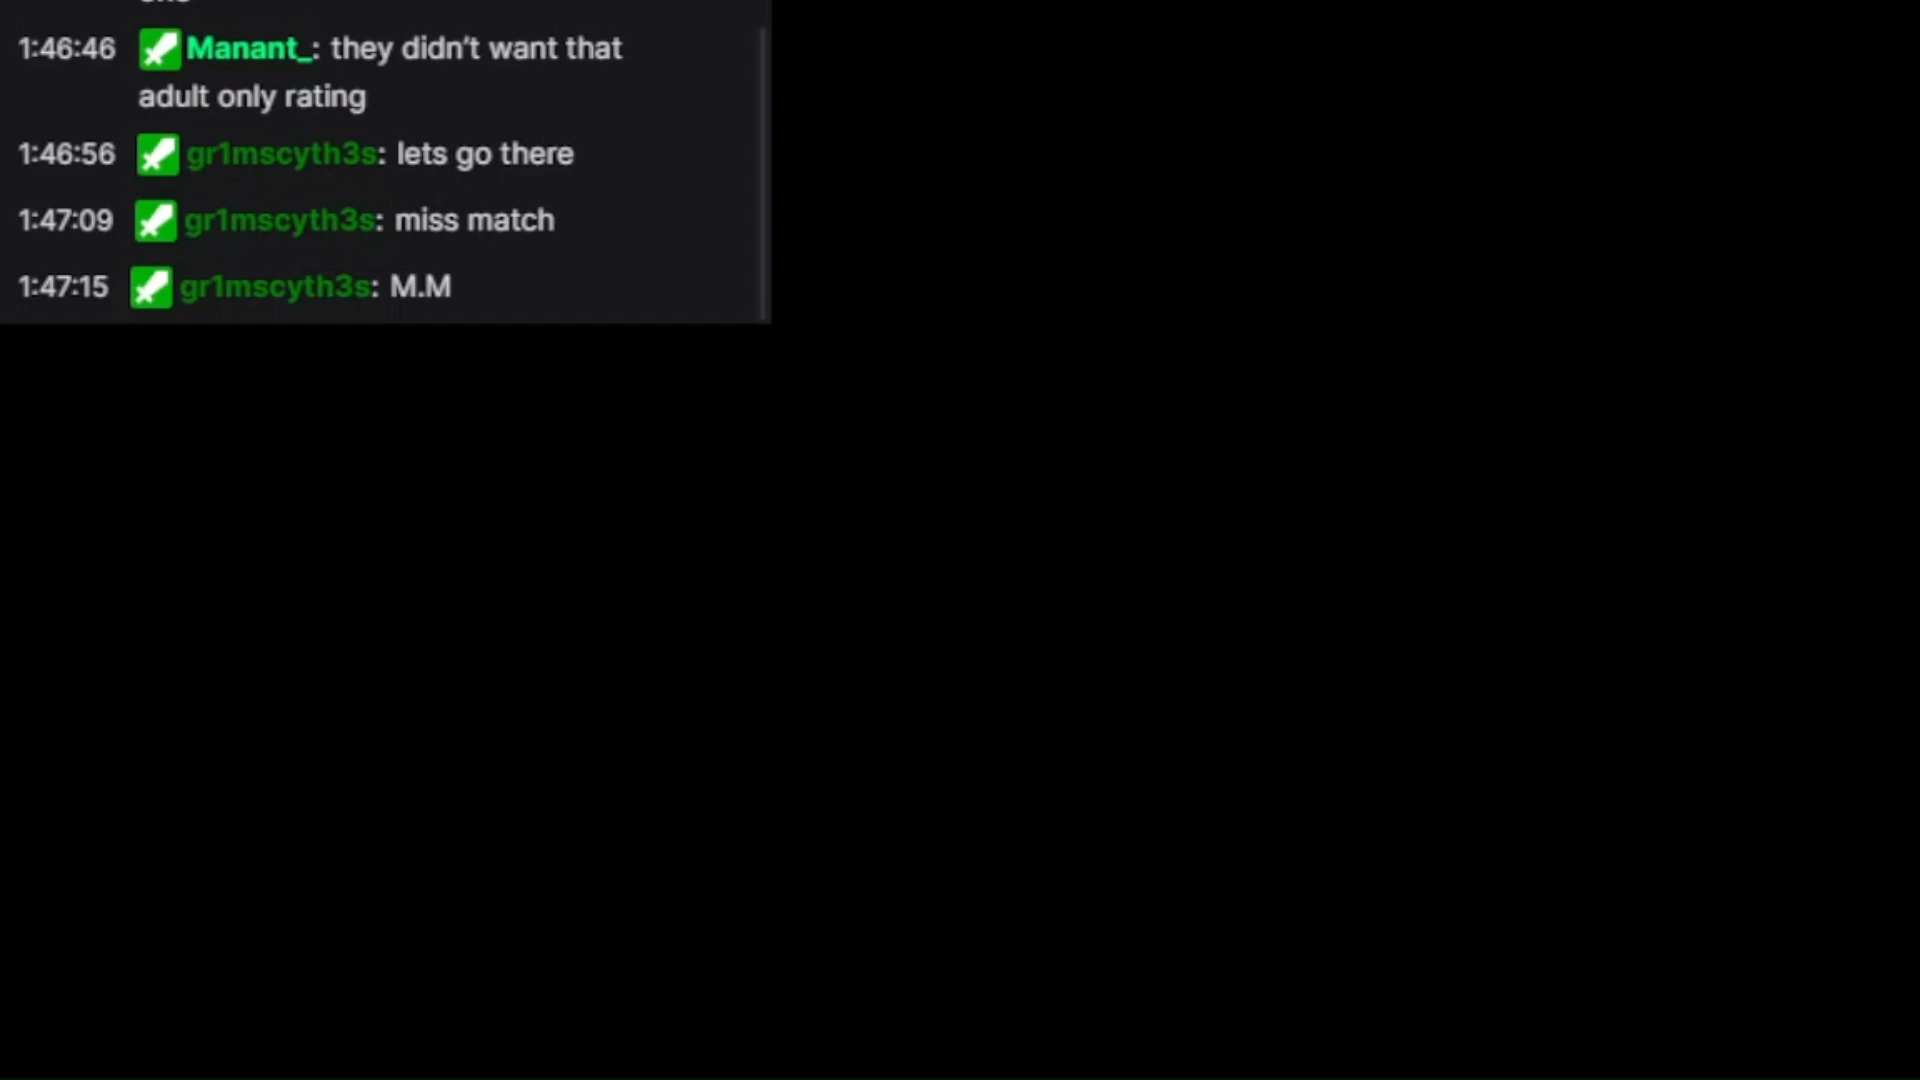 1:46:46 Manant_: they didn't want that
adult only rating
1:46:56 gr1mscyth3s: lets go there
1:47:09 gr1mscyth3s: miss match
1:47:15 gr1mscyth3s: M.M